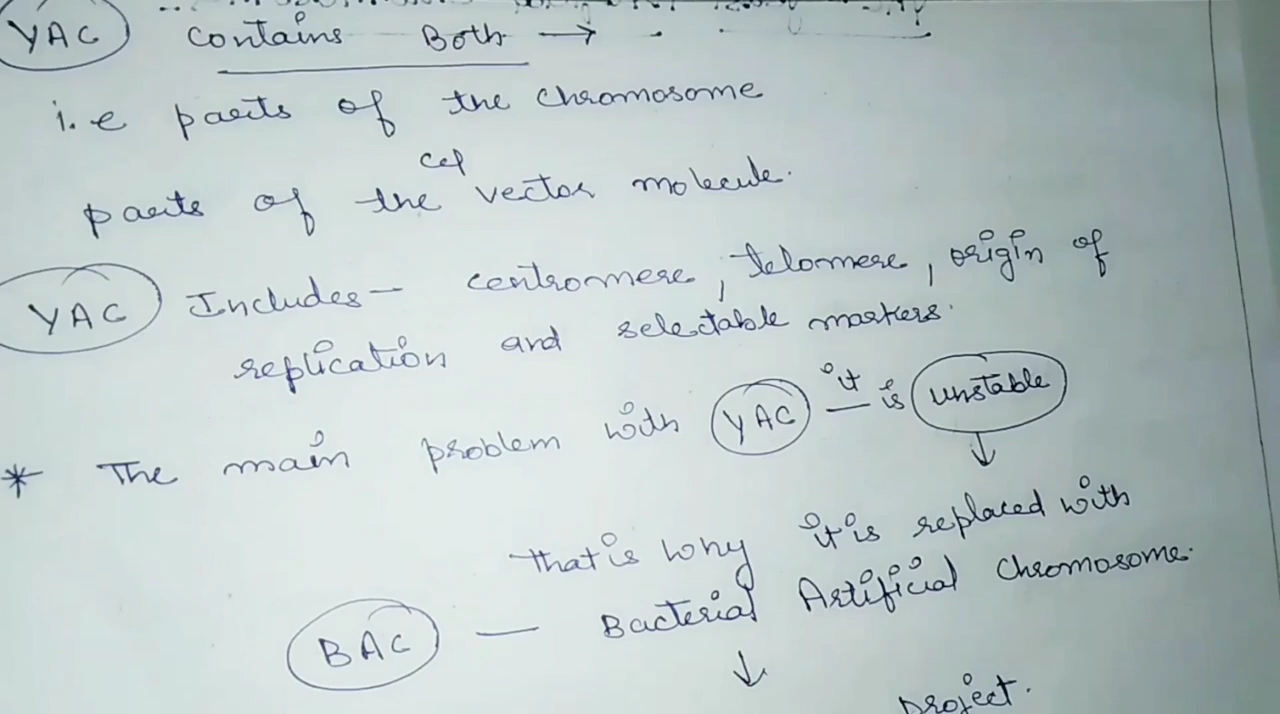 YAC contains Both →
i.e parts of the chromosome
parts of the vector molecule.
YAC Includes - centromere, telomere, origin of
replication and selectable markers.
* The main problem with YAC — it is unstable
↓
that is why it is replaced with
BAC — Bacterial Artificial Chromosome.
↓
project.